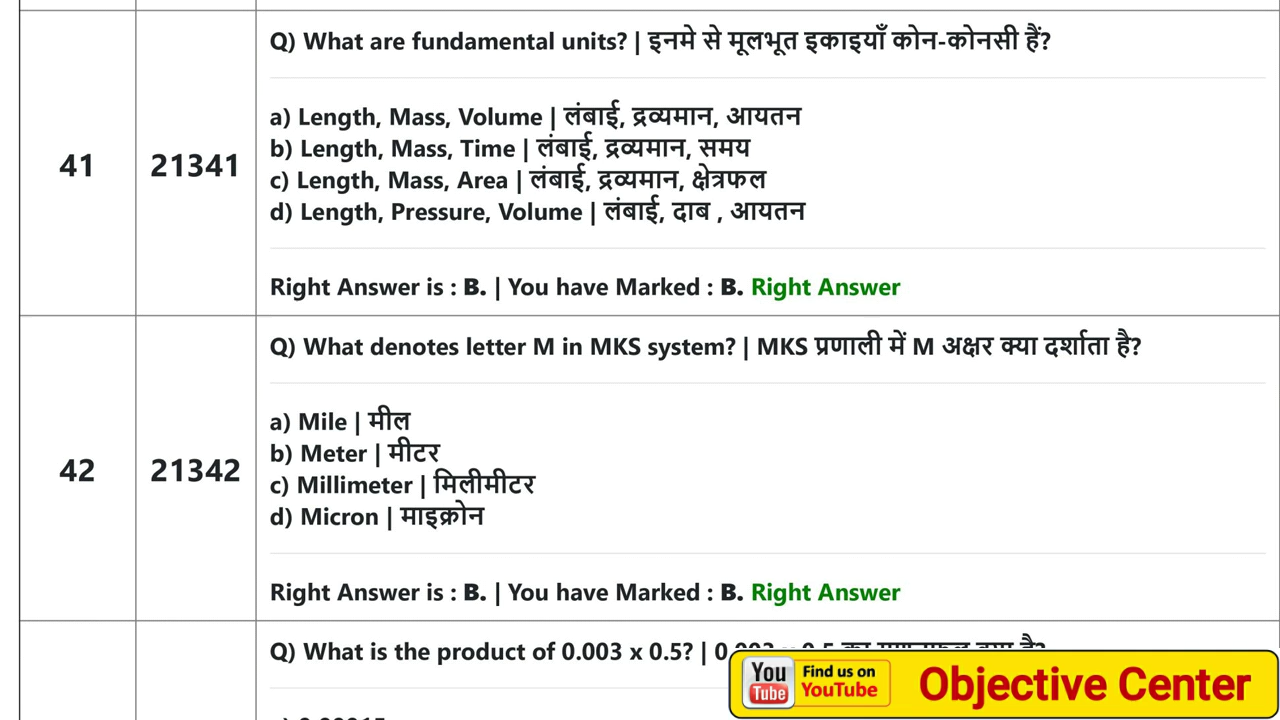 Q) What are fundamental units? | इनमे से मूलभूत इकाइयाँ कोन-कोनसी हैं?
41
21341
a) Length, Mass, Volume | लंबाई, द्रव्यमान, आयतन
b) Length, Mass, Time | लंबाई, द्रव्यमान, समय
c) Length, Mass, Area | लंबाई, द्रव्यमान, क्षेत्रफल
d) Length, Pressure, Volume | लंबाई, दाब , आयतन
Right Answer is : B. | You have Marked : B. Right Answer
Q) What denotes letter M in MKS system? | MKS प्रणाली में M अक्षर क्या दर्शाता है?
42
21342
a) Mile | मील
b) Meter | मीटर
c) Millimeter | मिलीमीटर
d) Micron | माइक्रोन
Right Answer is : B. | You have Marked : B. Right Answer
Q) What is the product of 0.003 x 0.5? |
You Tube
Find us on YouTube
Objective Center